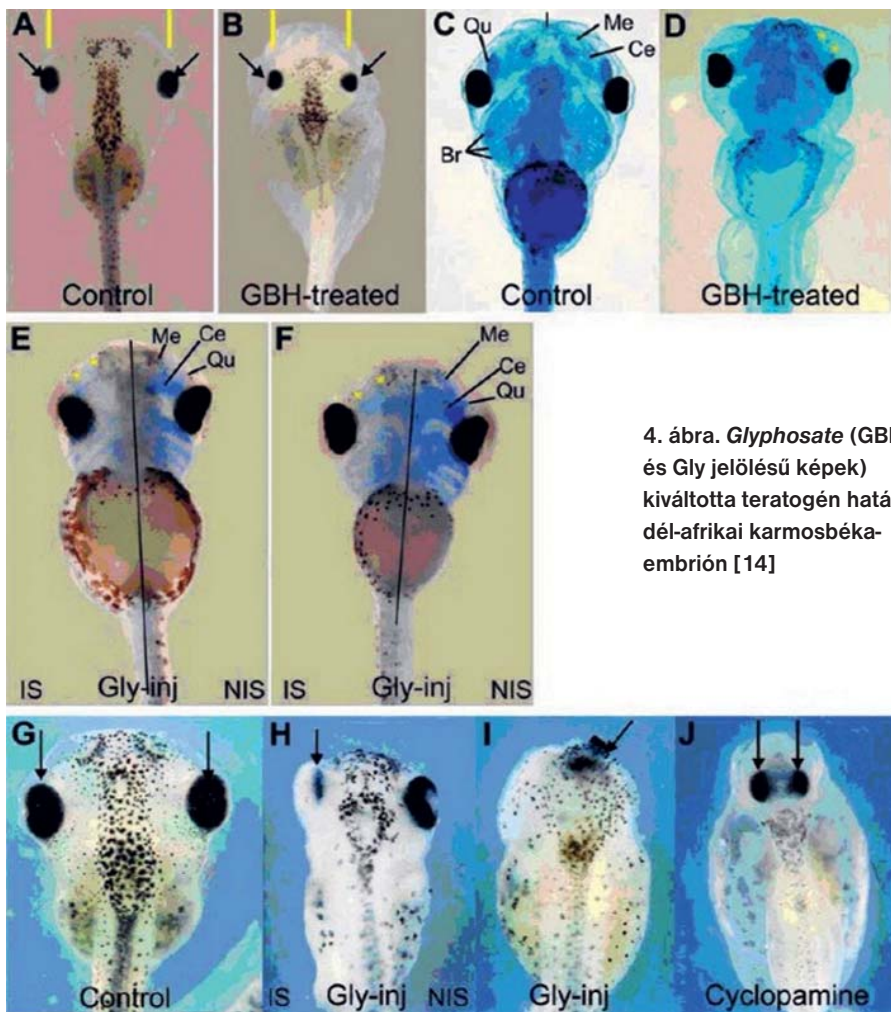 A
B
C
Qu
Me
Ce
D
Br
Control
GBH-treated
Control
GBH-treated
E
Me
Ce
Qu
F
Me
Ce
Qu
IS Gly-inj NIS
IS Gly-inj NIS
4. ábra. Glyphosate (GB
és Gly jelölésű képek)
kiváltotta teratogén hatá
dél-afrikai karmosbéka-
embrión [14]
G
H
I
J
Control
IS Gly-inj NIS
Gly-inj
Cyclopamine